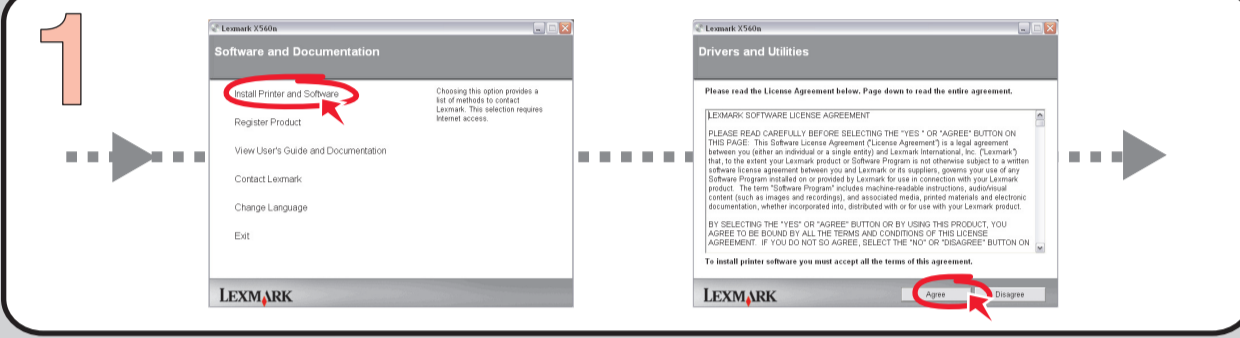 1
Lexmark X560n
Software and Documentation
Install Printer and Software
Choosing this option provides a
list of methods to contact
Lexmark. This selection requires
Internet access.
Register Product
View User's Guide and Documentation
Contact Lexmark
Change Language
Exit
LEXMARK
Lexmark X560n
Drivers and Utilities
Please read the License Agreement below. Page down to read the entire agreement.
LEXMARK SOFTWARE LICENSE AGREEMENT
PLEASE READ CAREFULLY BEFORE SELECTING THE "YES " OR "AGREE" BUTTON ON
THIS PAGE:  This Software License Agreement ("License Agreement") is a legal agreement
between you (either an individual or a single entity) and Lexmark International, Inc. ("Lexmark")
that, to the extent your Lexmark product or Software Program is not otherwise subject to a written
software license agreement between you and Lexmark or its suppliers, governs your use of any
Software Program installed on or provided by Lexmark for use in connection with your Lexmark
product.  The term "Software Program" includes machine-readable instructions, audio/visual
content (such as images and recordings), and associated media, printed materials and electronic
documentation, whether incorporated into, distributed with or for use with your Lexmark product.
BY SELECTING THE "YES" OR "AGREE" BUTTON OR BY USING THIS PRODUCT, YOU
AGREE TO BE BOUND BY ALL THE TERMS AND CONDITIONS OF THIS LICENSE
AGREEMENT.  IF YOU DO NOT SO AGREE, SELECT THE "NO" OR "DISAGREE" BUTTON ON
To install printer software you must accept all the terms of this agreement.
LEXMARK
Agree
Disagree